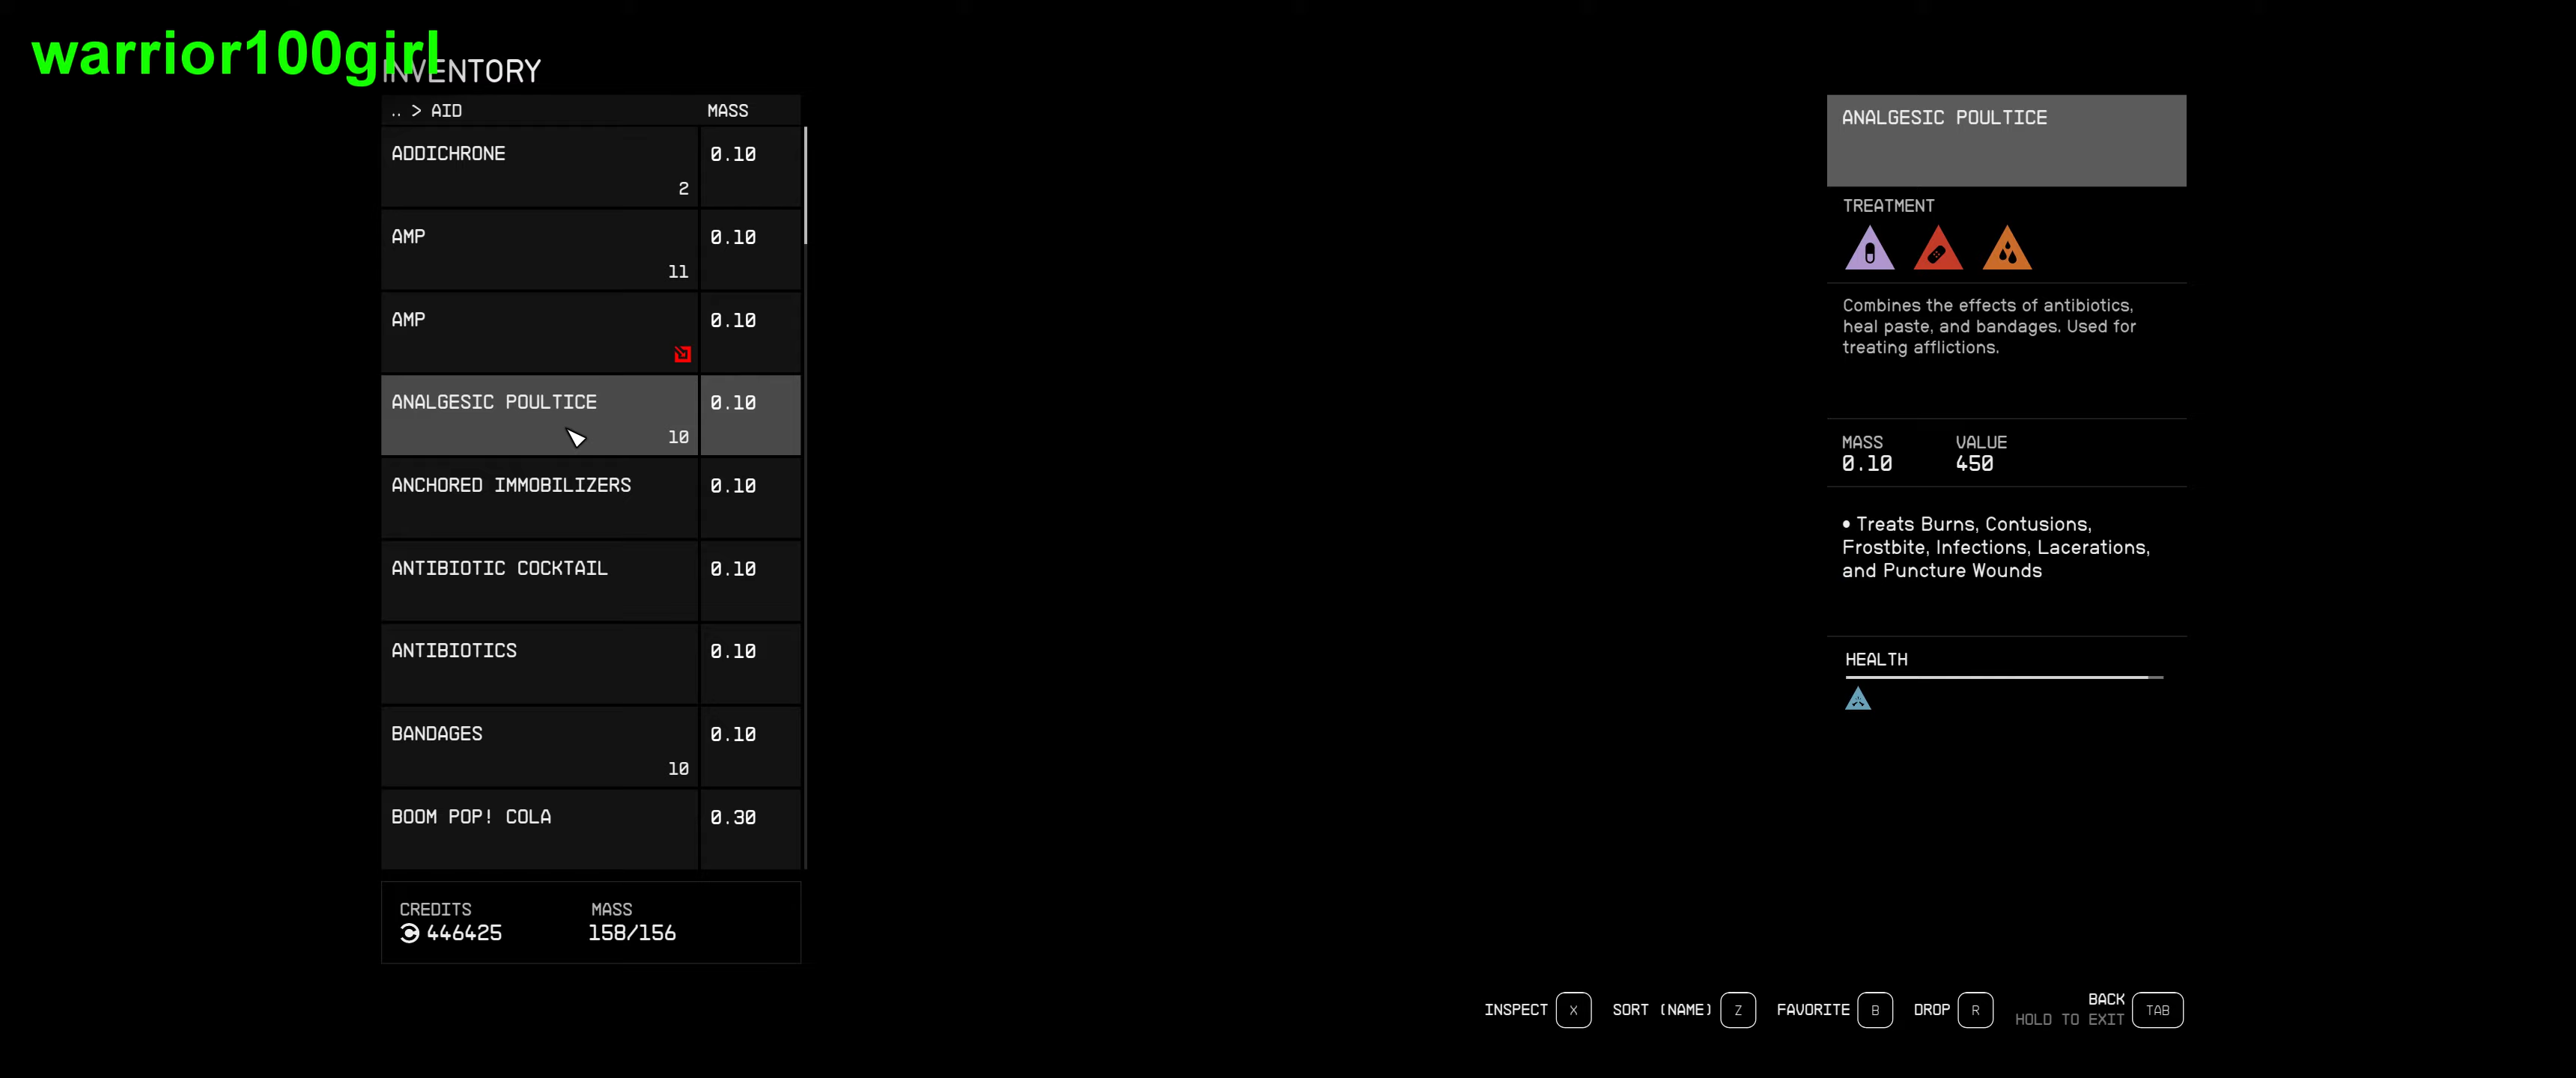 warrior100girl
INVENTORY
.. > AID MASS
ADDICHRONE 0.10
2
AMP 0.10
11
AMP 0.10
ANALGESIC POULTICE 0.10
10
ANCHORED IMMOBILIZERS 0.10
ANTIBIOTIC COCKTAIL 0.10
ANTIBIOTICS 0.10
BANDAGES 0.10
10
BOOM POP! COLA 0.30
CREDITS MASS
446425 158/156
ANALGESIC POULTICE
TREATMENT
Combines the effects of antibiotics,
heal paste, and bandages. Used for
treating afflictions.
MASS VALUE
0.10 450
• Treats Burns, Contusions,
Frostbite, Infections, Lacerations,
and Puncture Wounds
HEALTH
INSPECT X SORT (NAME) Z FAVORITE B DROP R BACK TAB
HOLD TO EXIT